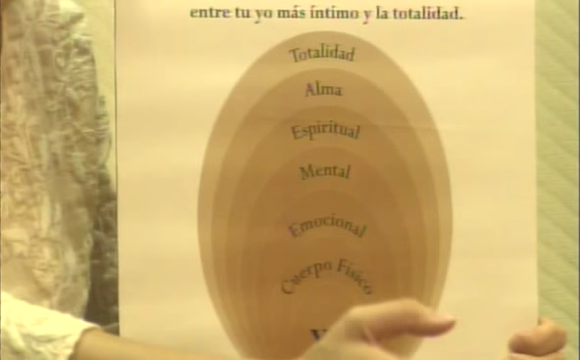 entre tu yo más íntimo y la totalidad.
Totalidad
Alma
Espiritual
Mental
Emocional
Cuerpo Físico